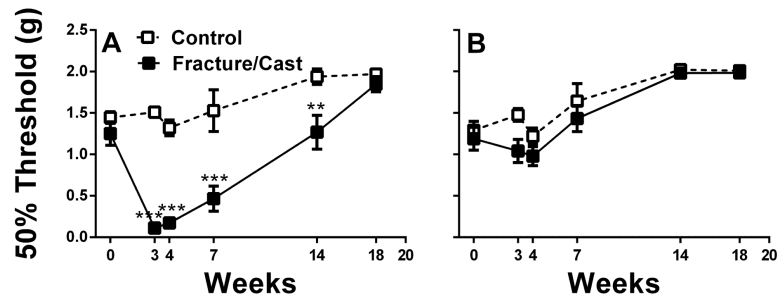 A
B
Control
Fracture/Cast
50% Threshold (g)
2.5
2.0
1.5
1.0
0.5
0.0
***
***
***
**
0 3 4 7 14 18 20
0 3 4 7 14 18 20
Weeks
Weeks